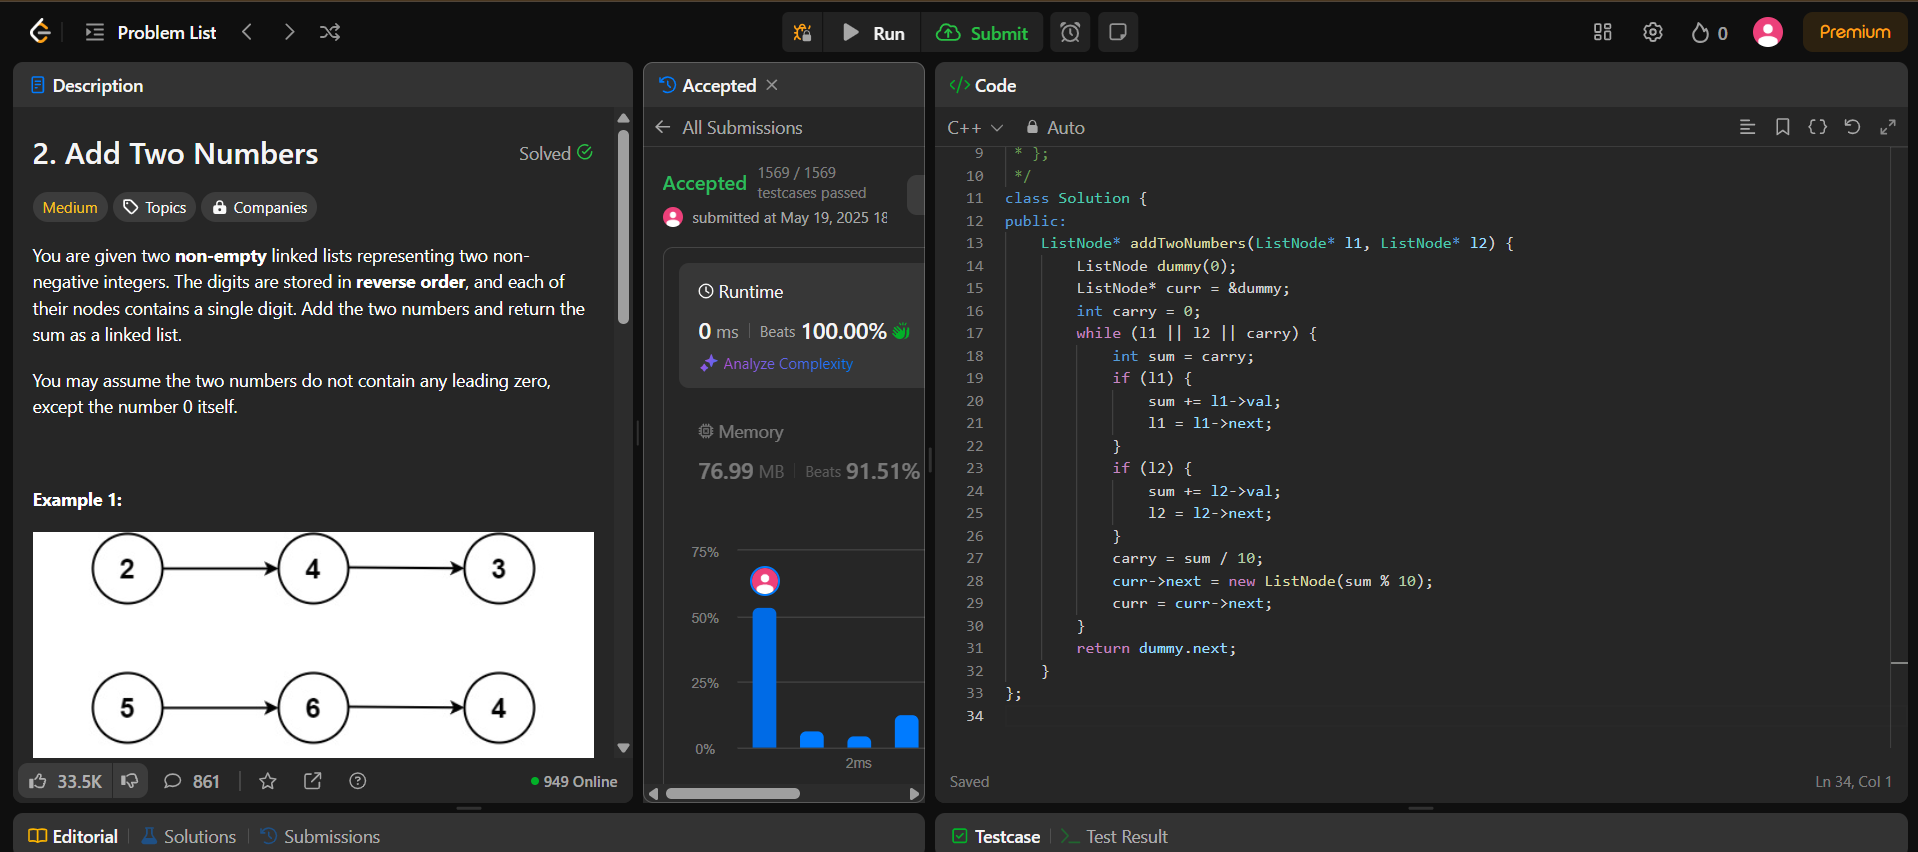 Problem List
Run
Submit
0
Premium
Description
2. Add Two Numbers
Solved
Medium
Topics
Companies
You are given two non-empty linked lists representing two non-
negative integers. The digits are stored in reverse order, and each of
their nodes contains a single digit. Add the two numbers and return the
sum as a linked list.
You may assume the two numbers do not contain any leading zero,
except the number 0 itself.
Example 1:
2 4 3
5 6 4
33.5K
861
949 Online
Editorial
Solutions
Submissions
Accepted
All Submissions
Accepted
1569 / 1569
testcases passed
submitted at May 19, 2025 18
Runtime
0 ms Beats 100.00%
Analyze Complexity
Memory
76.99 MB Beats 91.51%
75%
50%
25%
0%
2ms
</> Code
C++
Auto
9 * };
10 */
11 class Solution {
12 public:
13 ListNode* addTwoNumbers(ListNode* l1, ListNode* l2) {
14 ListNode dummy(0);
15 ListNode* curr = &dummy;
16 int carry = 0;
17 while (l1 || l2 || carry) {
18 int sum = carry;
19 if (l1) {
20 sum += l1->val;
21 l1 = l1->next;
22 }
23 if (l2) {
24 sum += l2->val;
25 l2 = l2->next;
26 }
27 carry = sum / 10;
28 curr->next = new ListNode(sum % 10);
29 curr = curr->next;
30 }
31 return dummy.next;
32 }
33 };
34
Saved
Ln 34, Col 1
Testcase
Test Result